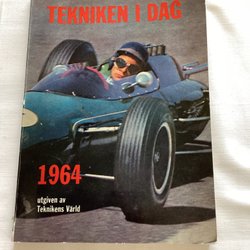 TEKNIKEN I DAG
1964
utgiven av
Teknikens Värld